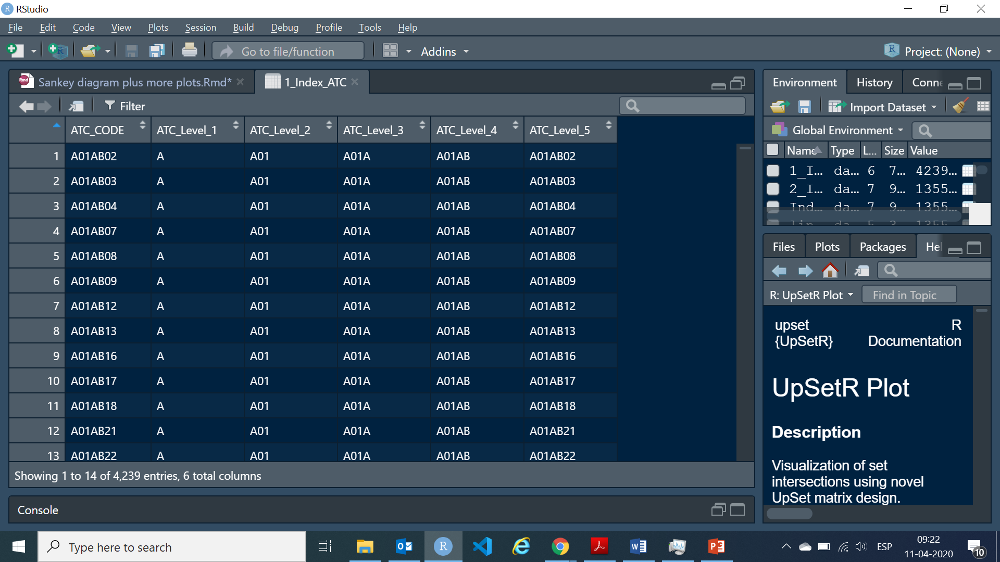 RStudio
File Edit Code View Plots Session Build Debug Profile Tools Help
Go to file/function Addins Project: (None)
Sankey diagram plus more plots.Rmd* 1_Index_ATC
Filter
ATC_CODE ATC_Level_1 ATC_Level_2 ATC_Level_3 ATC_Level_4 ATC_Level_5
1 A01AB02 A A01 A01A A01AB A01AB02
2 A01AB03 A A01 A01A A01AB A01AB03
3 A01AB04 A A01 A01A A01AB A01AB04
4 A01AB07 A A01 A01A A01AB A01AB07
5 A01AB08 A A01 A01A A01AB A01AB08
6 A01AB09 A A01 A01A A01AB A01AB09
7 A01AB12 A A01 A01A A01AB A01AB12
8 A01AB13 A A01 A01A A01AB A01AB13
9 A01AB16 A A01 A01A A01AB A01AB16
10 A01AB17 A A01 A01A A01AB A01AB17
11 A01AB18 A A01 A01A A01AB A01AB18
12 A01AB21 A A01 A01A A01AB A01AB21
13 A01AB22 A A01 A01A A01AB A01AB22
Showing 1 to 14 of 4,239 entries, 6 total columns
Console
Environment History Conne
Import Dataset
Global Environment
Name Type L... Size Value
1_I... da... 6 7... 4239...
2_I... da... 7 9... 1355...
Ind... da... 7 9... 1355...
Files Plots Packages Hel
R: UpSetR Plot Find in Topic
upset R
{UpSetR} Documentation
UpSetR Plot
Description
Visualization of set
intersections using novel
UpSet matrix design.
Type here to search
ESP
09:22
11-04-2020
10